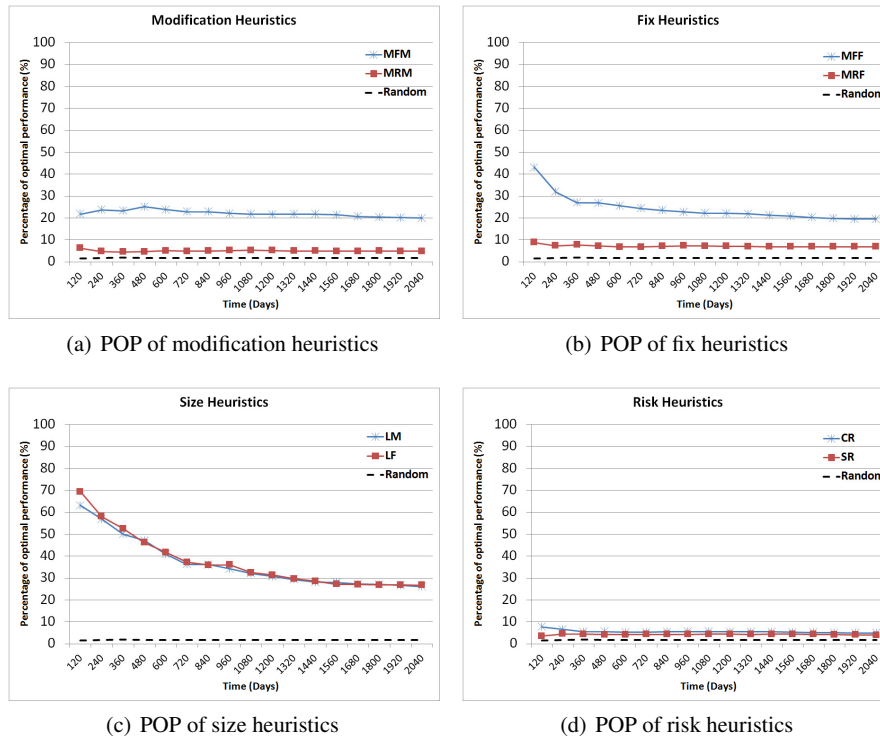 Modification Heuristics
Percentage of optimal performance (%)
100
90
80
70
60
50
40
30
20
10
0
MFM
MRM
Random
120 240 360 480 600 720 840 960 1080 1200 1320 1440 1560 1680 1800 1920 2040
Time (Days)
(a) POP of modification heuristics
Fix Heuristics
Percentage of optimal performance (%)
100
90
80
70
60
50
40
30
20
10
0
MFF
MRF
Random
120 240 360 480 600 720 840 960 1080 1200 1320 1440 1560 1680 1800 1920 2040
Time (Days)
(b) POP of fix heuristics
Size Heuristics
Percentage of optimal performance (%)
100
90
80
70
60
50
40
30
20
10
0
LM
LF
Random
120 240 360 480 600 720 840 960 1080 1200 1320 1440 1560 1680 1800 1920 2040
Time (Days)
(c) POP of size heuristics
Risk Heuristics
Percentage of optimal performance (%)
100
90
80
70
60
50
40
30
20
10
0
CR
SR
Random
120 240 360 480 600 720 840 960 1080 1200 1320 1440 1560 1680 1800 1920 2040
Time (Days)
(d) POP of risk heuristics